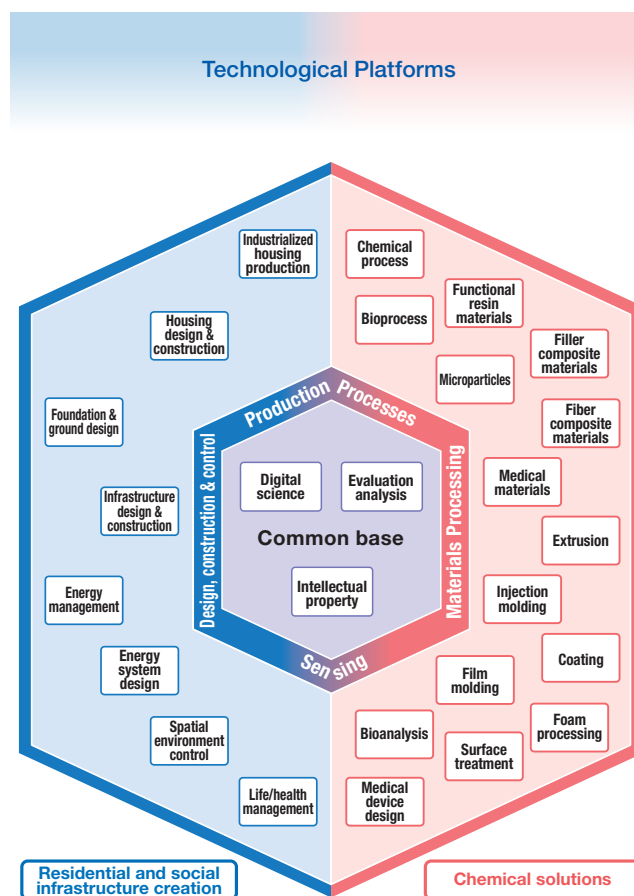 Technological Platforms
Industrialized
housing
production
Housing
design &
construction
Foundation &
ground design
Infrastructure
design &
construction
Energy
management
Energy
system
design
Spatial
environment
control
Life/health
management
Chemical
process
Bioprocess
Functional
resin
materials
Microparticles
Filler
composite
materials
Fiber
composite
materials
Medical
materials
Extrusion
Injection
molding
Coating
Film
molding
Foam
processing
Bioanalysis
Surface
treatment
Medical
device
design
Production Processes
Design, construction & control
Materials Processing
Sensing
Digital
science
Evaluation
analysis
Common base
Intellectual
property
Residential and social
infrastructure creation
Chemical solutions